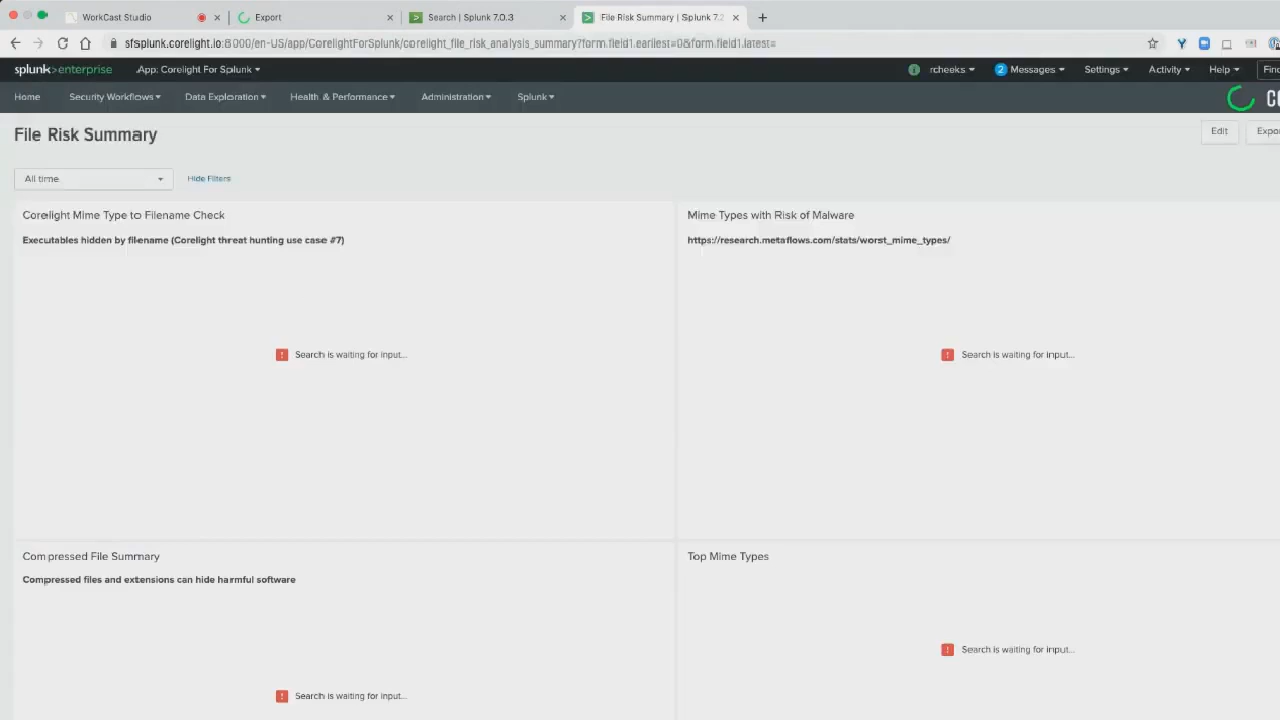 WorkCast Studio
Export
Search | Splunk 7.0.3
File Risk Summary | Splunk 7.2
sfsplunk.corelight.io:8000/en-US/app/CorelightForSplunk/corelight_file_risk_analysis_summary?form.field1.earliest=0&form.field1.latest=
splunk>enterprise App: Corelight For Splunk
rcheeks
2 Messages
Settings
Activity
Help
Home Security Workflows Data Exploration Health & Performance Administration Splunk
File Risk Summary
Edit
All time
Hide Filters
Corelight Mime Type to Filename Check
Executables hidden by filename (Corelight threat hunting use case #7)
Search is waiting for input...
Mime Types with Risk of Malware
https://research.metaflows.com/stats/worst_mime_types/
Search is waiting for input...
Compressed File Summary
Compressed files and extensions can hide harmful software
Search is waiting for input...
Top Mime Types
Search is waiting for input...